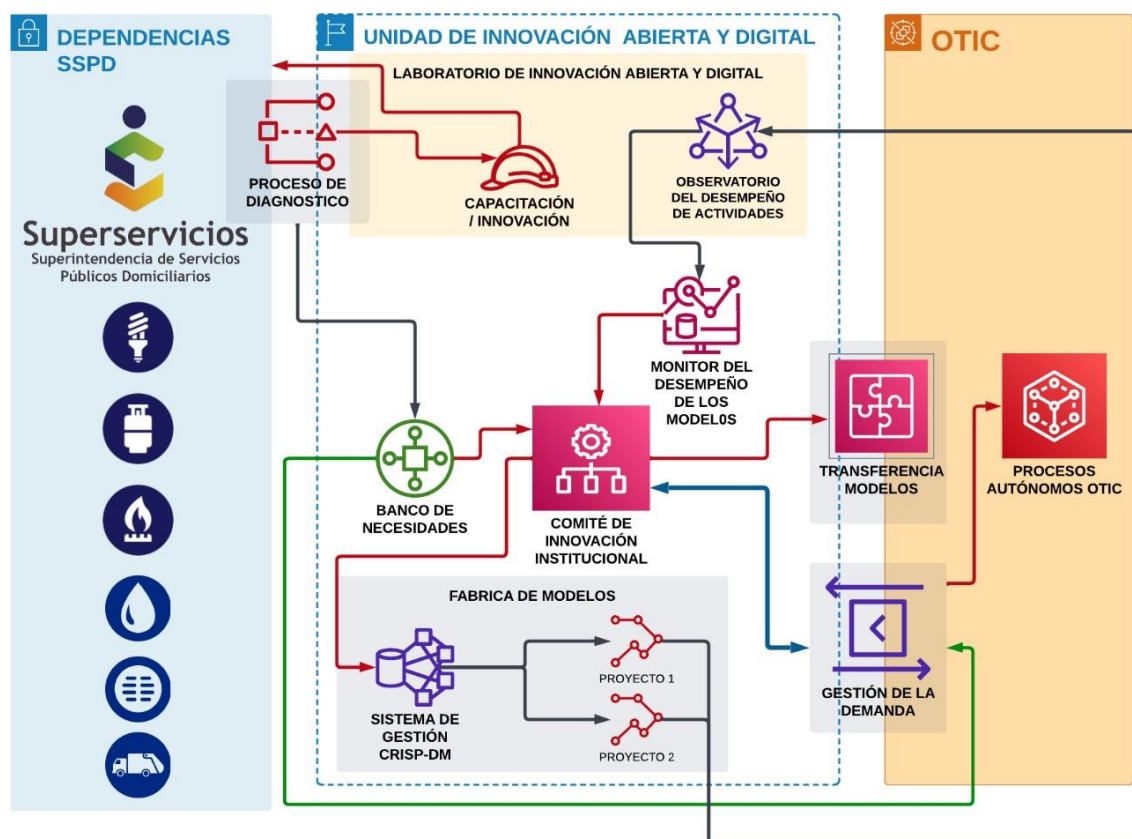 DEPENDENCIAS
SSPD
Superservicios
Superintendencia de Servicios
Públicos Domiciliarios
UNIDAD DE INNOVACIÓN ABIERTA Y DIGITAL
LABORATORIO DE INNOVACIÓN ABIERTA Y DIGITAL
PROCESO DE
DIAGNOSTICO
CAPACITACIÓN
/ INNOVACIÓN
OBSERVATORIO
DEL DESEMPEÑO
DE ACTIVIDADES
MONITOR DEL
DESEMPEÑO
DE LOS
MODEL0S
BANCO DE
NECESIDADES
COMITÉ DE
INNOVACIÓN
INSTITUCIONAL
FABRICA DE MODELOS
SISTEMA DE
GESTIÓN
CRISP-DM
PROYECTO 1
PROYECTO 2
OTIC
TRANSFERENCIA
MODELOS
PROCESOS
AUTÓNOMOS OTIC
GESTIÓN DE LA
DEMANDA